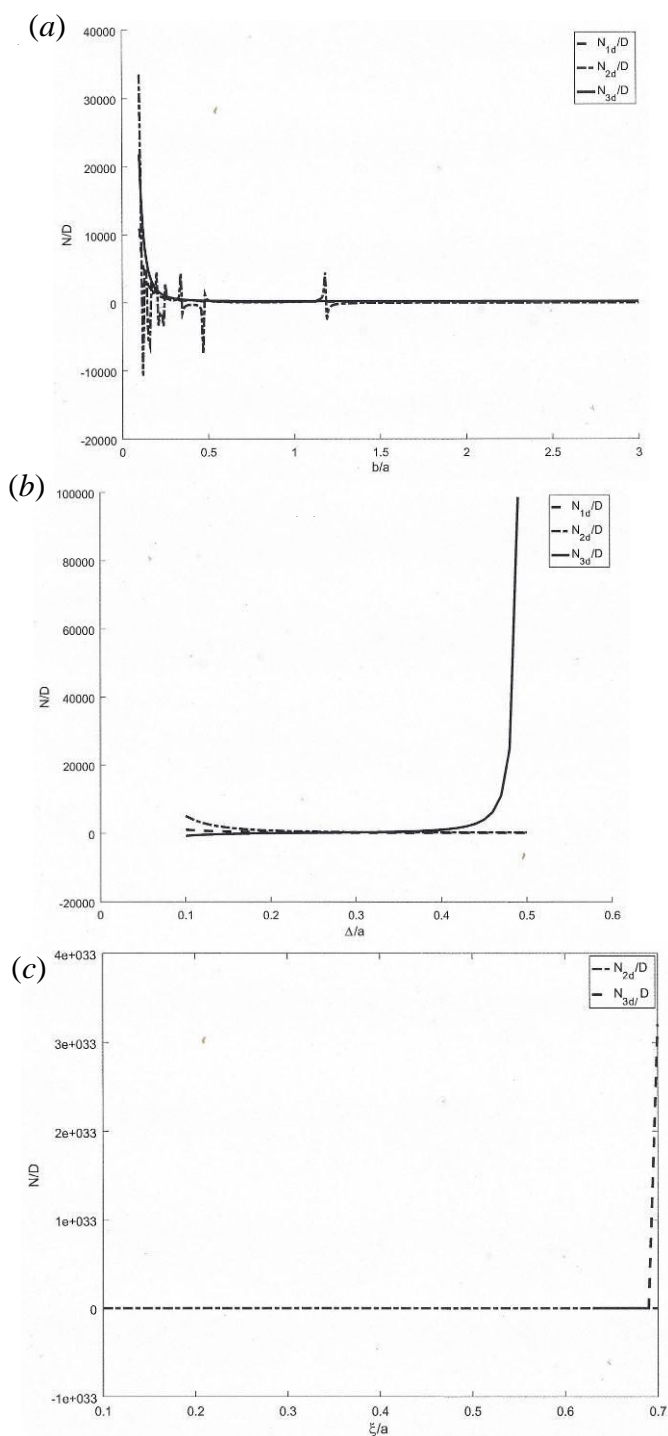 (a)
40000
30000
20000
10000
0
-10000
-20000
N/D
0
0.5
1
1.5
2
2.5
3
b/a
N1d/D
N2d/D
N3d/D
(b)
100000
80000
60000
40000
20000
0
-20000
N/D
0
0.1
0.2
0.3
0.4
0.5
0.6
Δ/a
N1d/D
N2d/D
N3d/D
(c)
4e+033
3e+033
2e+033
1e+033
0
-1e+033
N/D
0.1
0.2
0.3
0.4
0.5
0.6
0.7
ξ/a
N2d/D
N3d/D